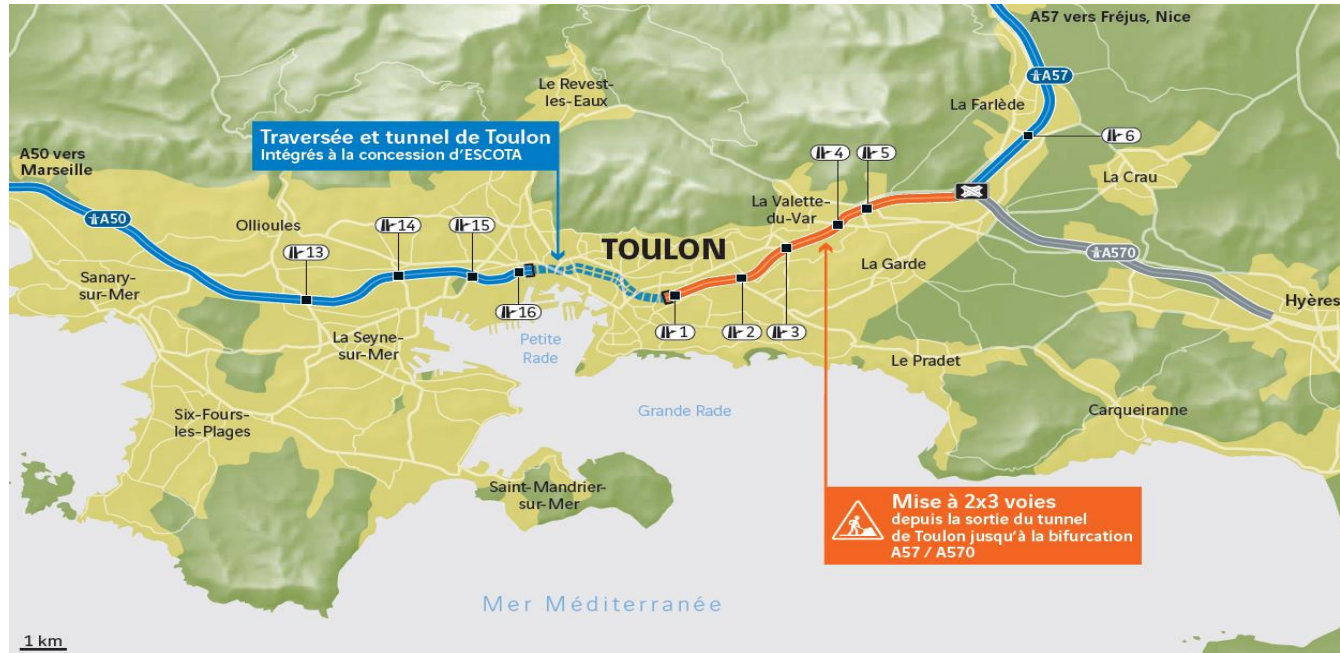 A57 vers Fréjus, Nice
A57
Le Revest-
les-Eaux
La Farlède
6
Traversée et tunnel de Toulon
Intégrés à la concession d'ESCOTA
A50 vers
Marseille
4
5
La Crau
La Valette-
du-Var
A50
Ollioules
14
15
13
TOULON
La Garde
A570
Sanary-
sur-Mer
16
1
2
3
Hyères
La Seyne-
sur-Mer
Petite
Rade
Le Pradet
Grande Rade
Carqueiranne
Six-Fours-
les-Plages
Saint-Mandrier-
sur-Mer
Mise à 2x3 voies
depuis la sortie du tunnel
de Toulon jusqu'à la bifurcation
A57 / A570
Mer Méditerranée
1 km